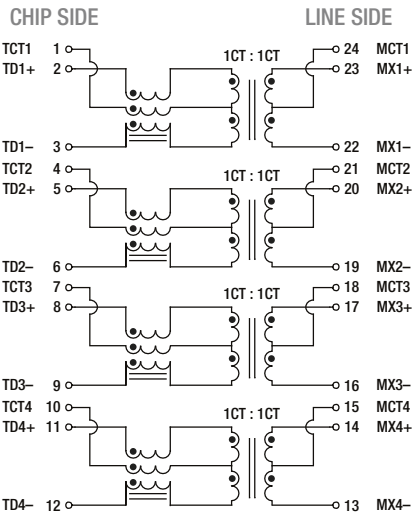 CHIP SIDE LINE SIDE
TCT1 1 1CT : 1CT 24 MCT1
TD1+ 2 23 MX1+
TD1– 3 22 MX1–
TCT2 4 1CT : 1CT 21 MCT2
TD2+ 5 20 MX2+
TD2– 6 19 MX2–
TCT3 7 1CT : 1CT 18 MCT3
TD3+ 8 17 MX3+
TD3– 9 16 MX3–
TCT4 10 1CT : 1CT 15 MCT4
TD4+ 11 14 MX4+
TD4– 12 13 MX4–